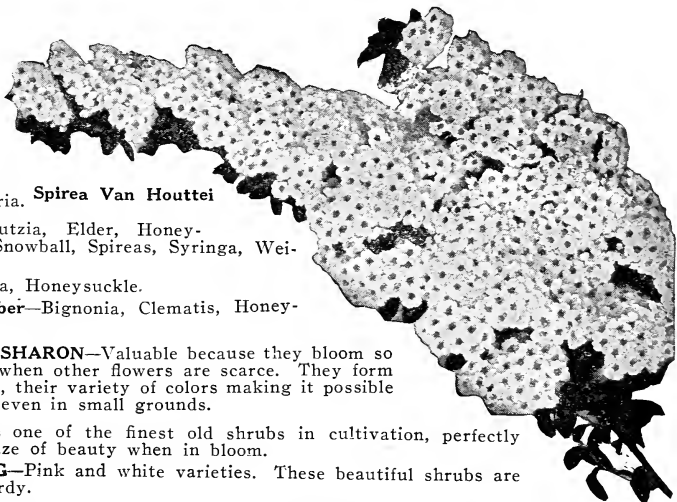 ria. Spirea Van Houttei
utzia, Elder, Honey-
Snowball, Spireas, Syringa, Wei-
a, Honeysuckle.
ber—Bignonia, Clematis, Honey-
SHARON—Valuable because they bloom so
when other flowers are scarce. They form
, their variety of colors making it possible
even in small grounds.
one of the finest old shrubs in cultivation, perfectly
ze of beauty when in bloom.
G—Pink and white varieties. These beautiful shrubs are
rdy.